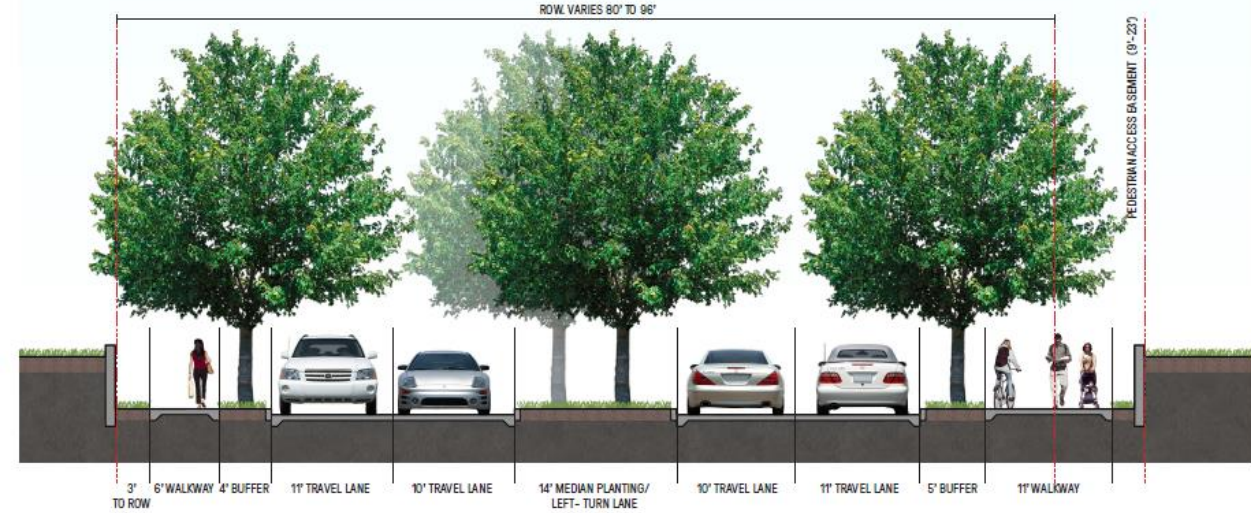 ROW. VARIES 80' TO 96'
PEDESTRIAN ACCESS EASEMENT (9'-23')
3'
TO ROW
6' WALKWAY
4' BUFFER
11' TRAVEL LANE
10' TRAVEL LANE
14' MEDIAN PLANTING/
LEFT- TURN LANE
10' TRAVEL LANE
11' TRAVEL LANE
5' BUFFER
11' WALKWAY